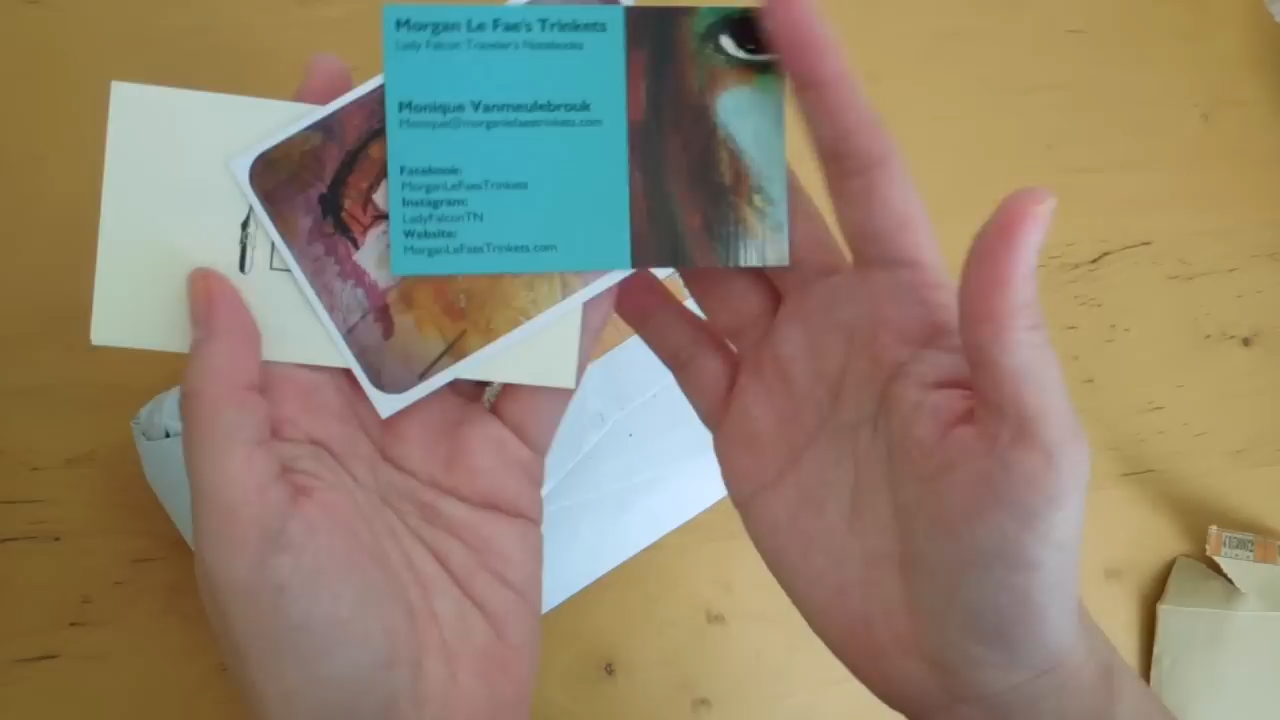 Morgan Le Fae's Trinkets
Lady Falcon Traveler's Notebooks
Monique Vanmeulebrouk
Monique@morganlefaestrinkets.com
Facebook:
MorganLeFaesTrinkets
Instagram:
LadyFalconTN
Website:
MorganLeFaesTrinkets.com